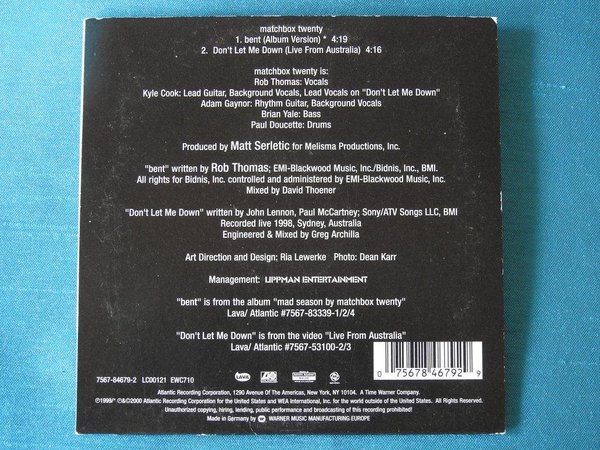 matchbox twenty
1. bent (Album Version) * 4:19
2. Don't Let Me Down (Live From Australia) 4:16
matchbox twenty is:
Rob Thomas: Vocals
Kyle Cook: Lead Guitar, Background Vocals, Lead Vocals on "Don't Let Me Down"
Adam Gaynor: Rhythm Guitar, Background Vocals
Brian Yale: Bass
Paul Doucette: Drums
Produced by Matt Serletic for Melisma Productions, Inc.
"bent" written by Rob Thomas; EMI-Blackwood Music, Inc./Bidnis, Inc., BMI.
All rights for Bidnis, Inc. controlled and administered by EMI-Blackwood Music, Inc.
Mixed by David Thoener
"Don't Let Me Down" written by John Lennon, Paul McCartney; Sony/ATV Songs LLC, BMI
Recorded live 1998, Sydney, Australia
Engineered & Mixed by Greg Archilla
Art Direction and Design: Ria Lewerke Photo: Dean Karr
Management: LIPPMAN ENTERTAINMENT
"bent" is from the album "mad season by matchbox twenty"
Lava/ Atlantic #7567-83339-1/2/4
"Don't Let Me Down" is from the video "Live From Australia"
Lava/ Atlantic #7567-53100-2/3
0 75678 46792 9
7567-84679-2 LC00121 EWC710
LAVA
Atlantic Recording Corporation, 1290 Avenue Of The Americas, New York, NY 10104. A Time Warner Company.
℗1999/* ℗&©2000 Atlantic Recording Corporation for the United States and WEA International, Inc. for the world outside of the United States. All Rights Reserved.
Unauthorized copying, hiring, lending, public performance and broadcasting of this recording prohibited.
Made in Germany by WARNER MUSIC MANUFACTURING EUROPE